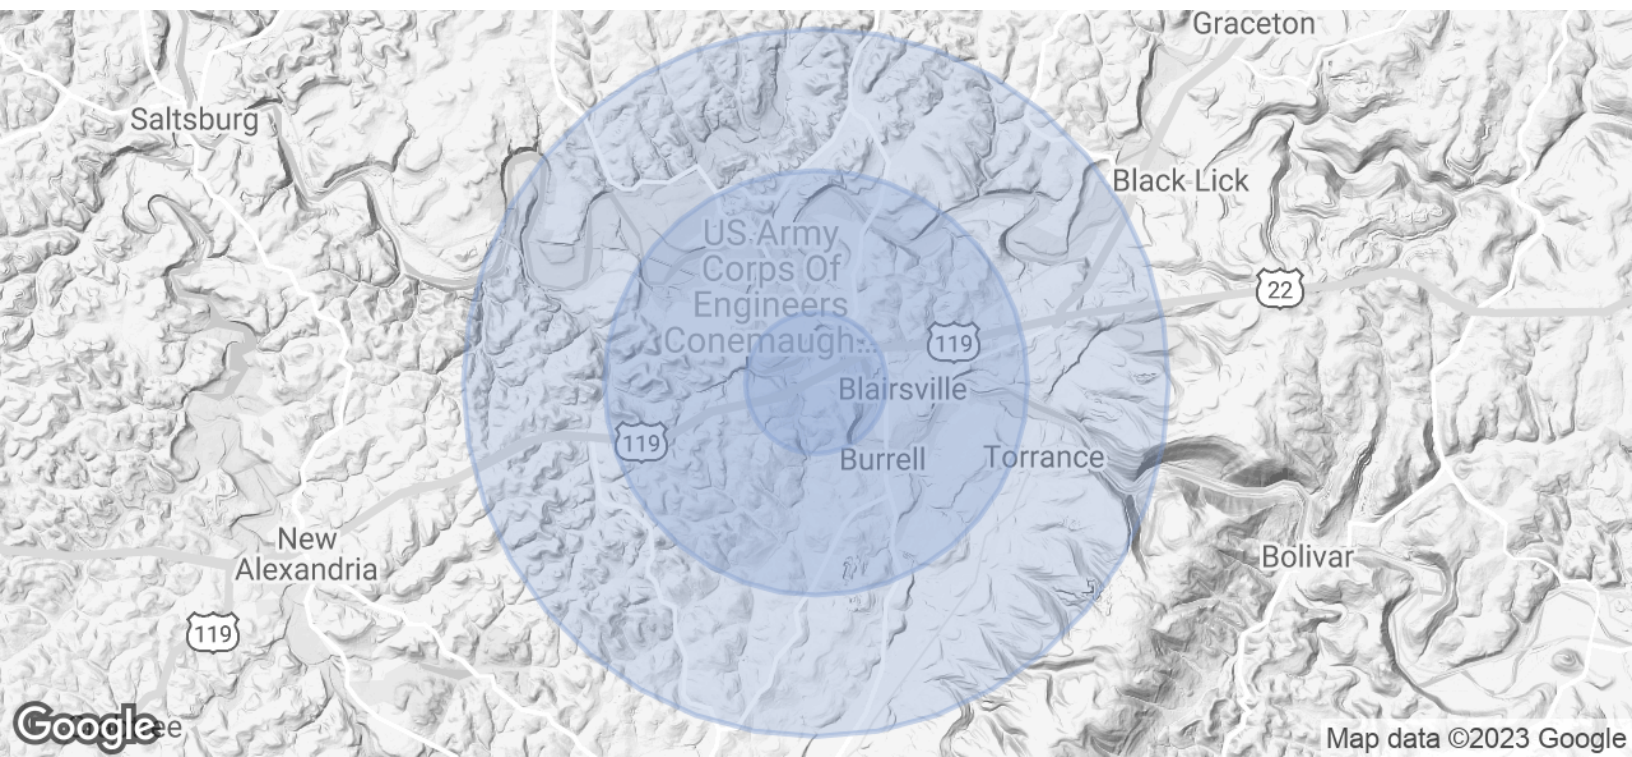 Graceton
Saltsburg
Black Lick
US Army
Corps Of
Engineers
Conemaugh...
22
119
Blairsville
119
Burrell
Torrance
New
Alexandria
Bolivar
119
Google
Map data ©2023 Google